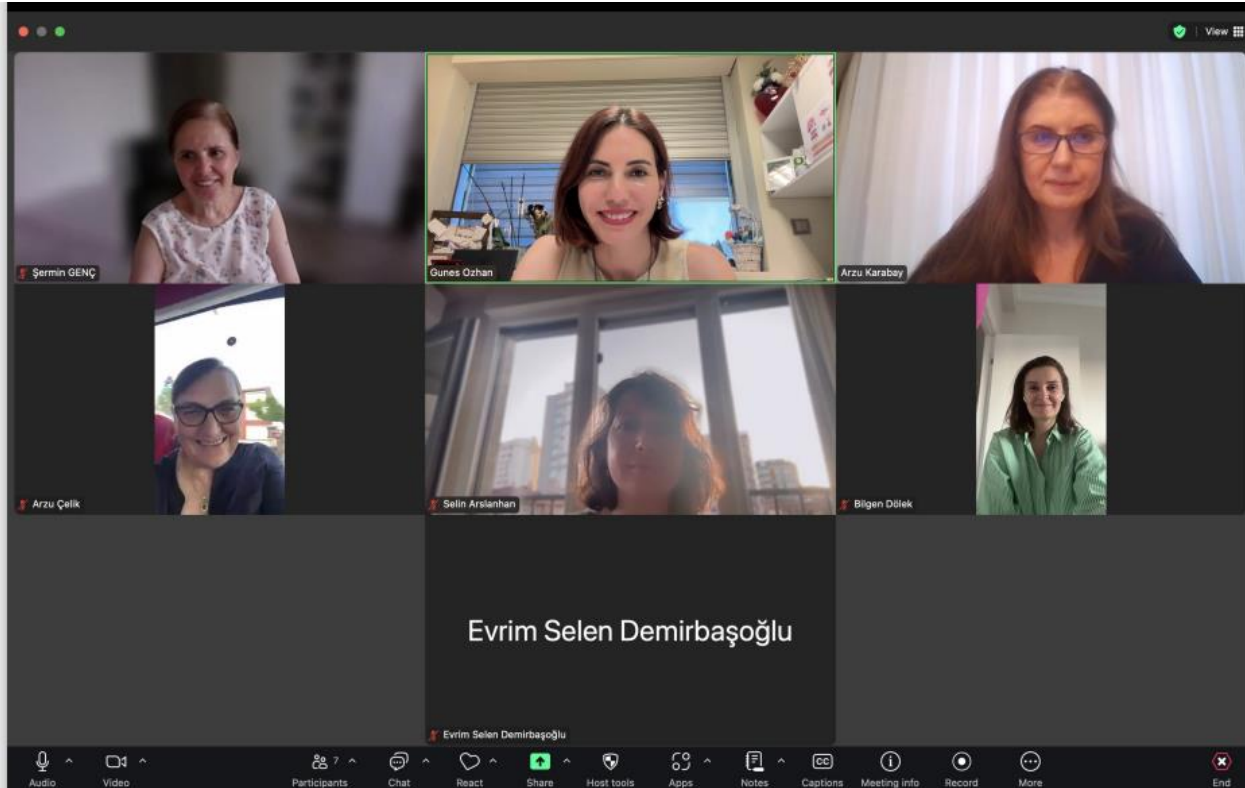 View
Şermin GENÇ
Gunes Ozhan
Arzu Karabay
Arzu Çelik
Selin Arslanhan
Bilgen Dölek
Evrim Selen Demirbaşoğlu
Evrim Selen Demirbaşoğlu
7
CC
Audio
Video
Participants
Chat
React
Share
Host tools
Apps
Notes
Captions
Meeting info
Record
More
End